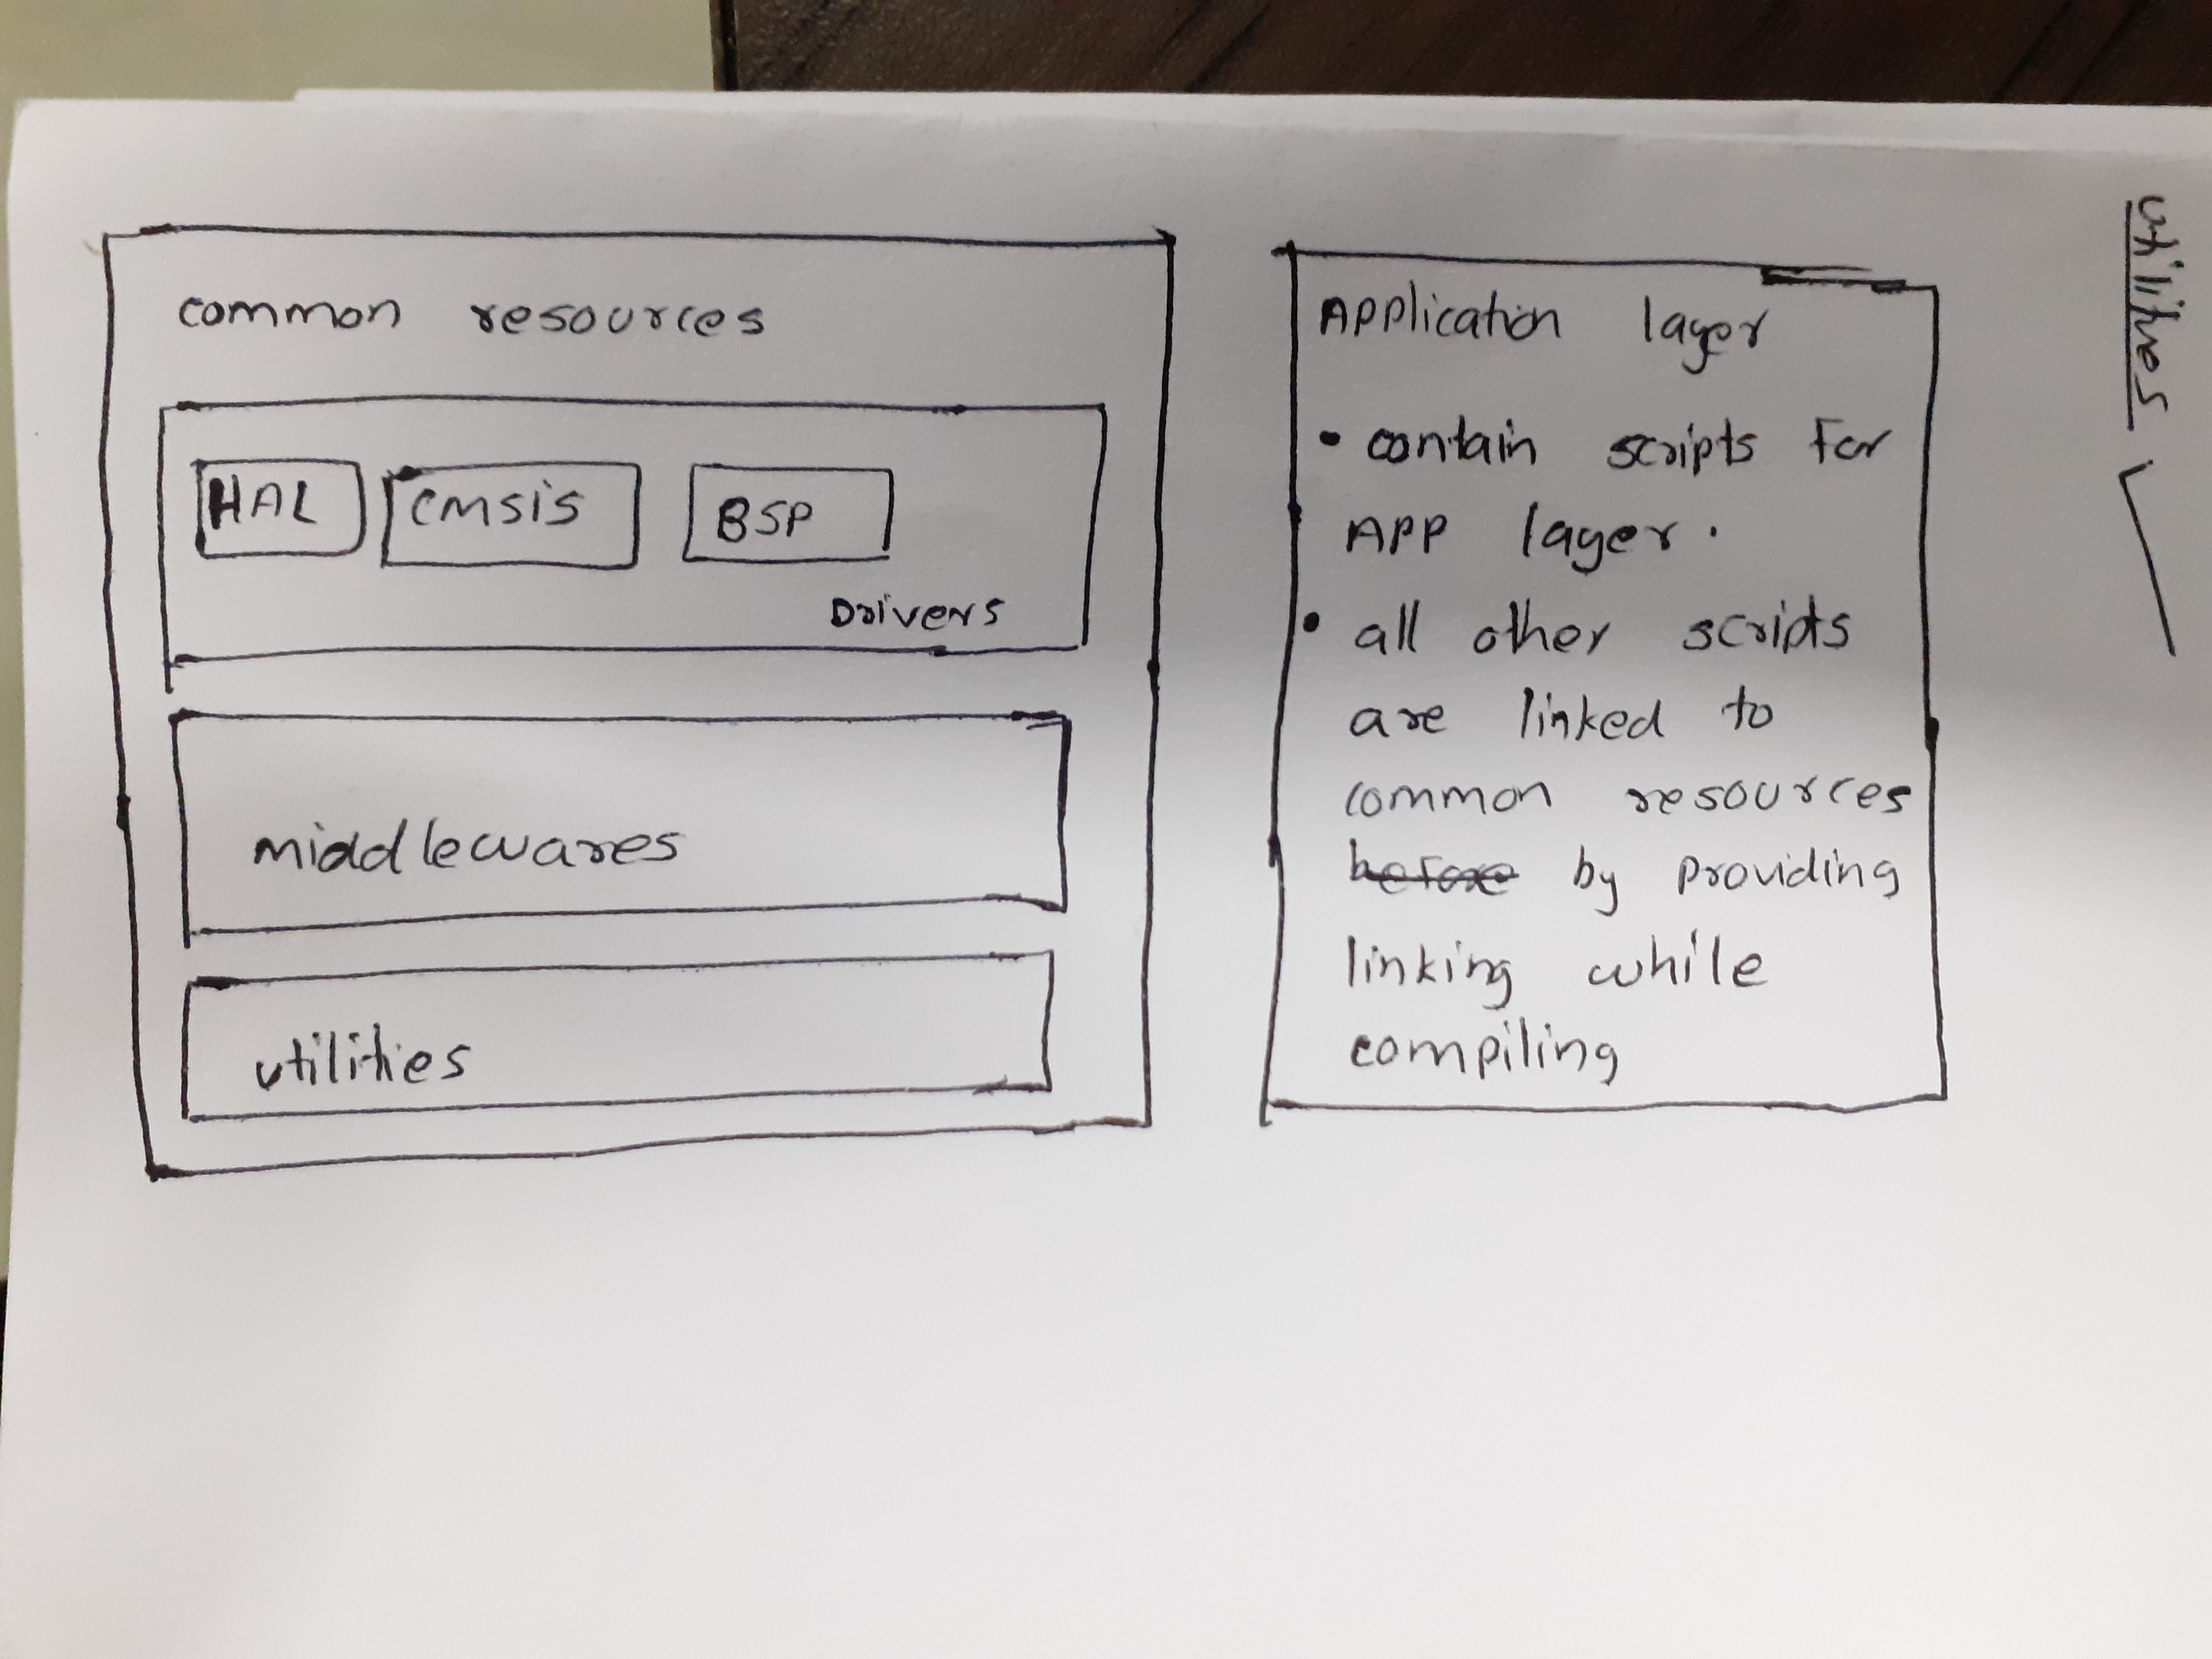 common resources
HAL
CMSIS
BSP
Drivers
middlewares
utilities
Application layer
• contain scripts for
APP layer.
• all other scripts
are linked to
common resources
before by providing
linking while
compiling
utilities